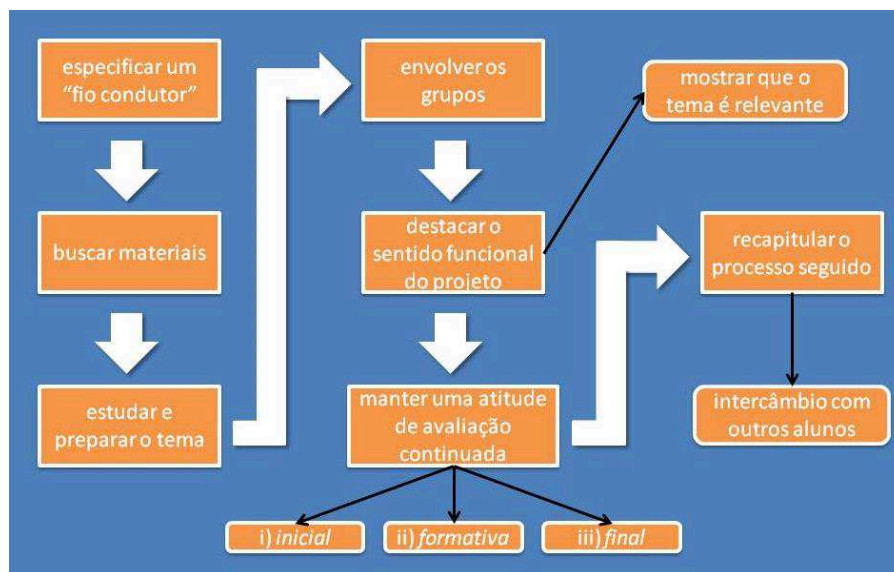 especificar um
“fio condutor”
buscar materiais
estudar e
preparar o tema
envolver os
grupos
destacar o
sentido funcional
do projeto
mostrar que o
tema é relevante
manter uma atitude
de avaliação
continuada
i) inicial
ii) formativa
iii) final
recapitular o
processo seguido
intercâmbio com
outros alunos